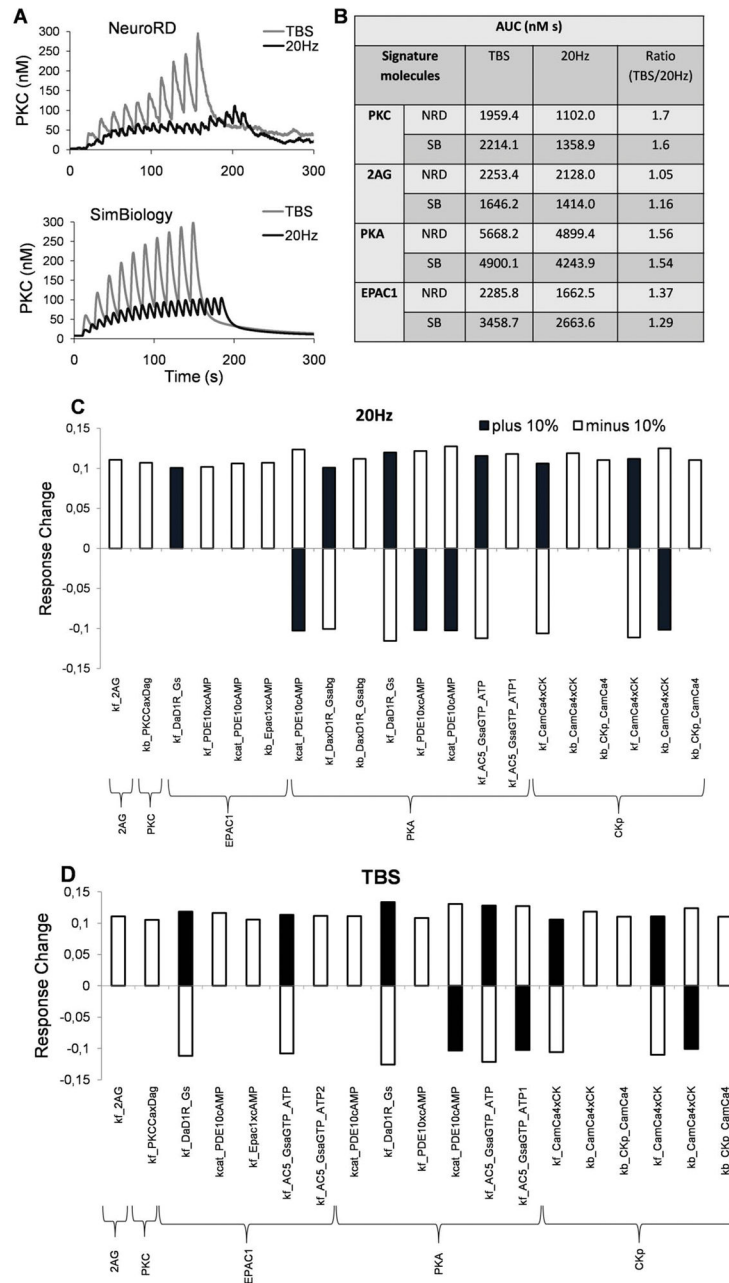 A
NeuroRD
PKC (nM)
300
250
200
150
100
50
0
0
100
200
300
TBS
20Hz
SimBiology
PKC (nM)
300
250
200
150
100
50
0
0
100
200
300
TBS
20Hz
Time (s)
B
AUC (nM s)
Signature molecules TBS 20Hz Ratio (TBS/20Hz)
PKC NRD 1959.4 1102.0 1.7
SB 2214.1 1358.9 1.6
2AG NRD 2253.4 2128.0 1.05
SB 1646.2 1414.0 1.16
PKA NRD 5668.2 4899.4 1.56
SB 4900.1 4243.9 1.54
EPAC1 NRD 2285.8 1662.5 1.37
SB 3458.7 2663.6 1.29
C
20Hz
plus 10% minus 10%
Response Change
0,15
0,1
0,05
0
-0,05
-0,1
-0,15
kf_2AG
kb_PKCCaxDag
kf_DaD1R_Gs
kf_PDE10xcAMP
kcat_PDE10cAMP
kb_Epac1xcAMP
kcat_PDE10cAMP
kf_DaxD1R_Gsabg
kb_DaxD1R_Gsabg
kf_DaD1R_Gs
kf_PDE10xcAMP
kcat_PDE10cAMP
kf_AC5_GsaGTP_ATP
kf_AC5_GsaGTP_ATP1
kf_CamCa4xCK
kb_CamCa4xCK
kb_CKp_CamCa4
kf_CamCa4xCK
kb_CamCa4xCK
kb_CKp_CamCa4
2AG
PKC
EPAC1
PKA
CKp
D
TBS
Response Change
0,15
0,1
0,05
0
-0,05
-0,1
-0,15
kf_2AG
kf_PKCCaxDag
kf_DaD1R_Gs
kcat_PDE10cAMP
kf_Epac1xcAMP
kf_AC5_GsaGTP_ATP
kf_AC5_GsaGTP_ATP2
kcat_PDE10cAMP
kf_DaD1R_Gs
kf_PDE10xcAMP
kcat_PDE10cAMP
kf_AC5_GsaGTP_ATP
kf_AC5_GsaGTP_ATP1
kf_CamCa4xCK
kb_CamCa4xCK
kb_CKp_CamCa4
kf_CamCa4xCK
kb_CamCa4xCK
kb_CKp_CamCa4
2AG
PKC
EPAC1
PKA
CKp